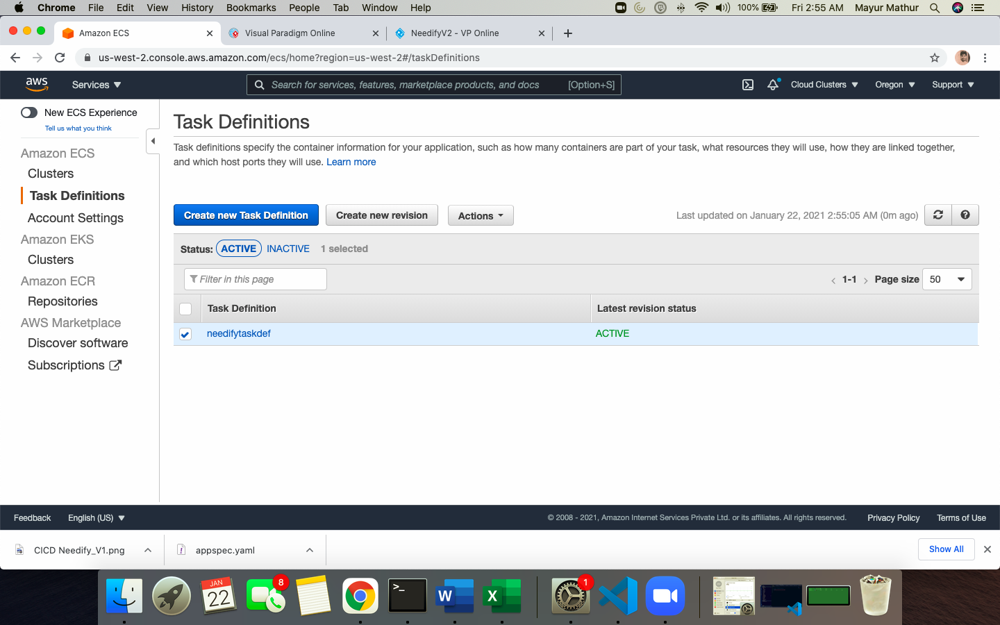 Chrome File Edit View History Bookmarks People Tab Window Help 100% Fri 2:55 AM Mayur Mathur
Amazon ECS Visual Paradigm Online NeedifyV2 - VP Online
us-west-2.console.aws.amazon.com/ecs/home?region=us-west-2#/taskDefinitions
aws Services Search for services, features, marketplace products, and docs [Option+S] Cloud Clusters Oregon Support
New ECS Experience
Tell us what you think
Amazon ECS
Clusters
Task Definitions
Account Settings
Amazon EKS
Clusters
Amazon ECR
Repositories
AWS Marketplace
Discover software
Subscriptions
Task Definitions
Task definitions specify the container information for your application, such as how many containers are part of your task, what resources they will use, how they are linked together,
and which host ports they will use. Learn more
Create new Task Definition Create new revision Actions Last updated on January 22, 2021 2:55:05 AM (0m ago)
Status: ACTIVE INACTIVE 1 selected
Filter in this page 1-1 Page size 50
Task Definition Latest revision status
needifytaskdef ACTIVE
Feedback English (US) © 2008 - 2021, Amazon Internet Services Private Ltd. or its affiliates. All rights reserved. Privacy Policy Terms of Use
CICD Needify_V1.png appspec.yaml Show All
JAN
22
8
>_
W
X
1